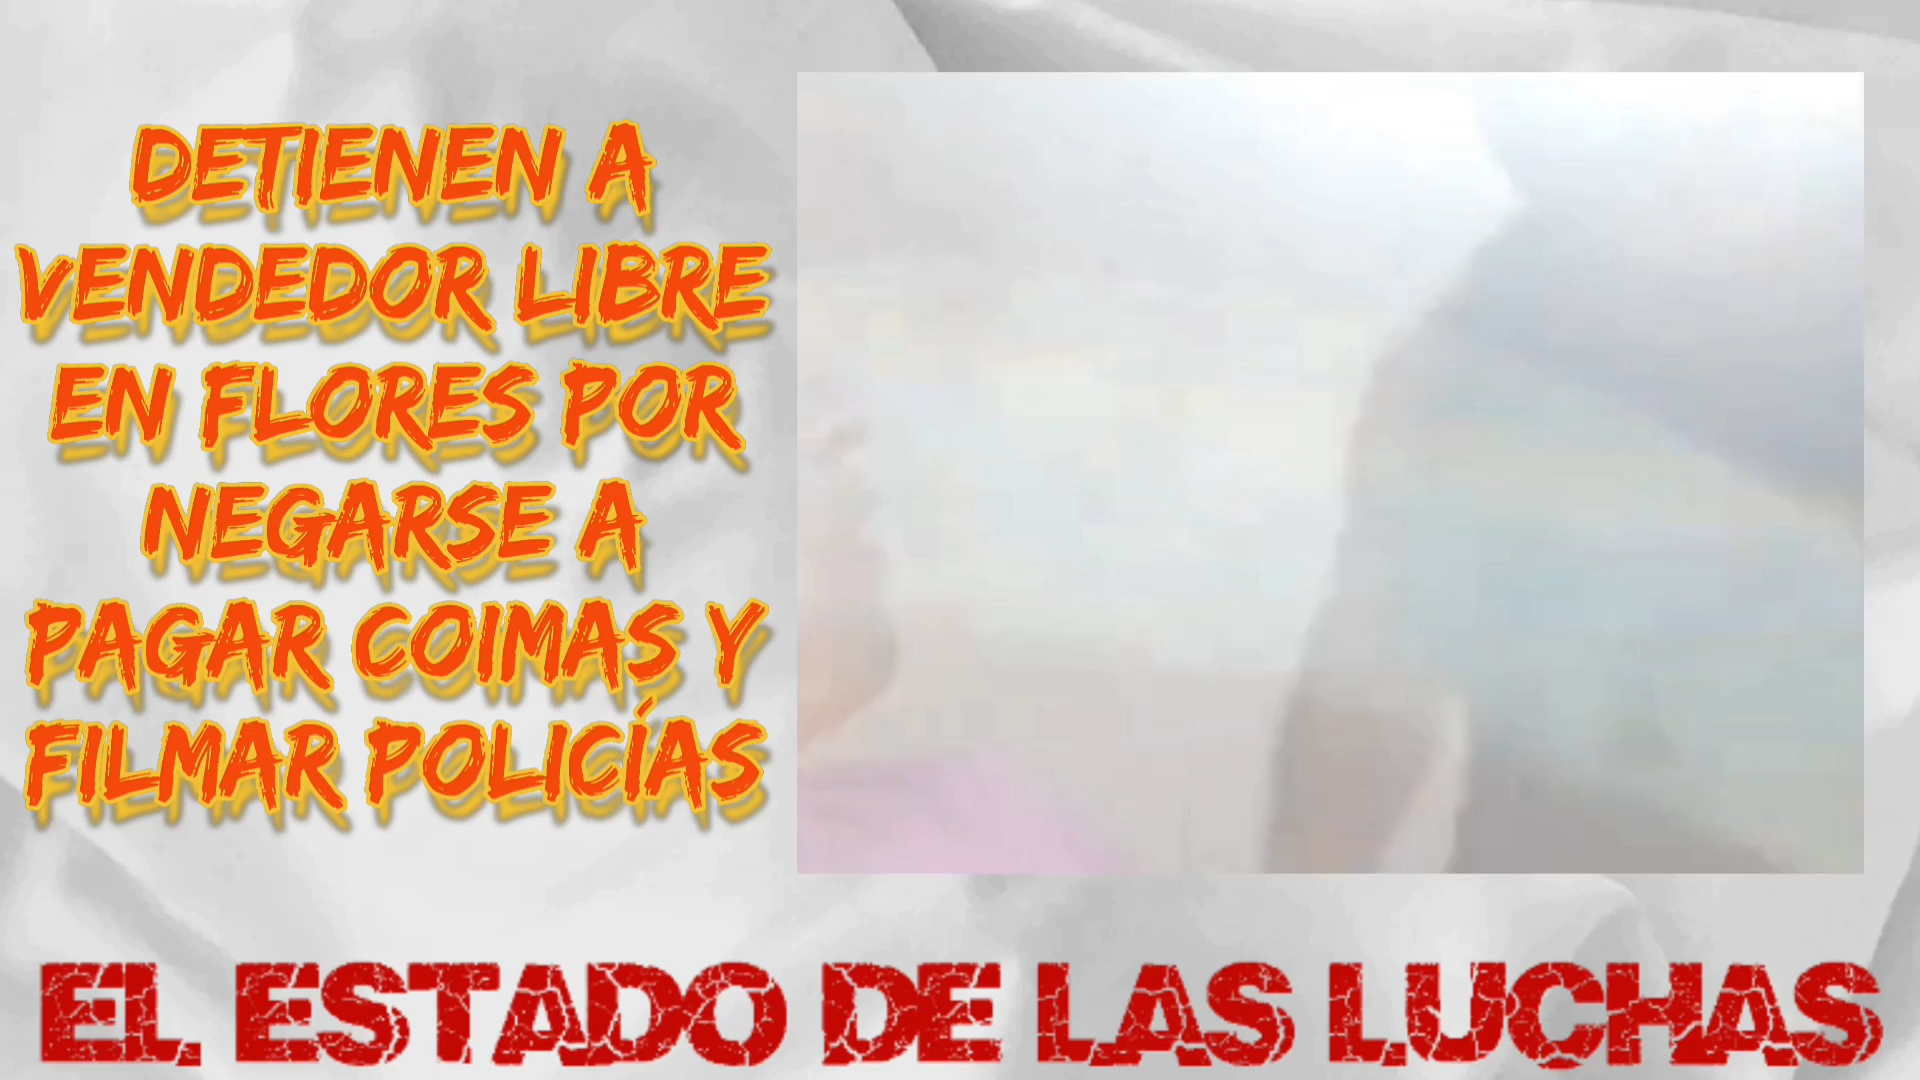 DETIENEN A
VENDEDOR LIBRE
EN FLORES POR
NEGARSE A
PAGAR COIMAS Y
FILMAR POLICÍAS
EL ESTADO DE LAS LUCHAS